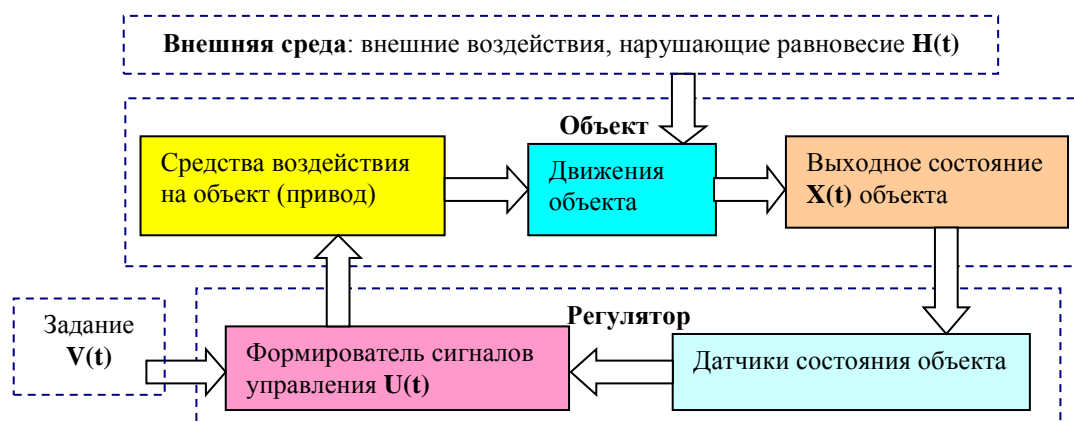 Внешняя среда: внешние воздействия, нарушающие равновесие H(t)
Объект
Средства воздействия
на объект (привод)
Движения
объекта
Выходное состояние
X(t) объекта
Задание
V(t)
Регулятор
Формирователь сигналов
управления U(t)
Датчики состояния объекта